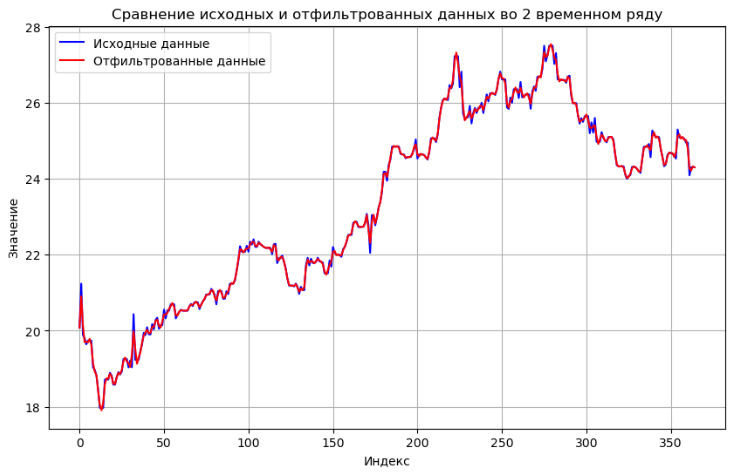 Сравнение исходных и отфильтрованных данных во 2 временном ряду
Исходные данные
Отфильтрованные данные
Значение
28
26
24
22
20
18
0 50 100 150 200 250 300 350
Индекс